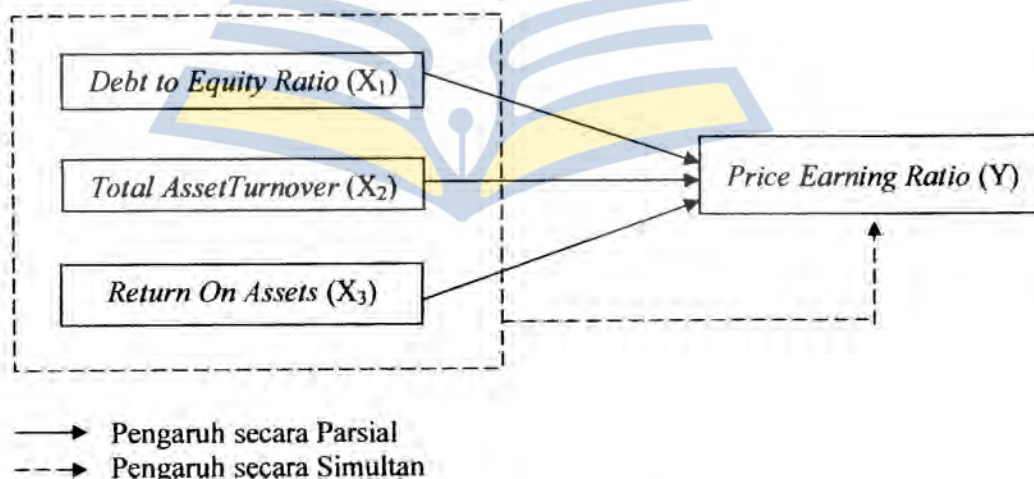 Debt to Equity Ratio (X₁)
Total AssetTurnover (X₂)
Price Earning Ratio (Y)
Return On Assets (X₃)
Pengaruh secara Parsial
Pengaruh secara Simultan